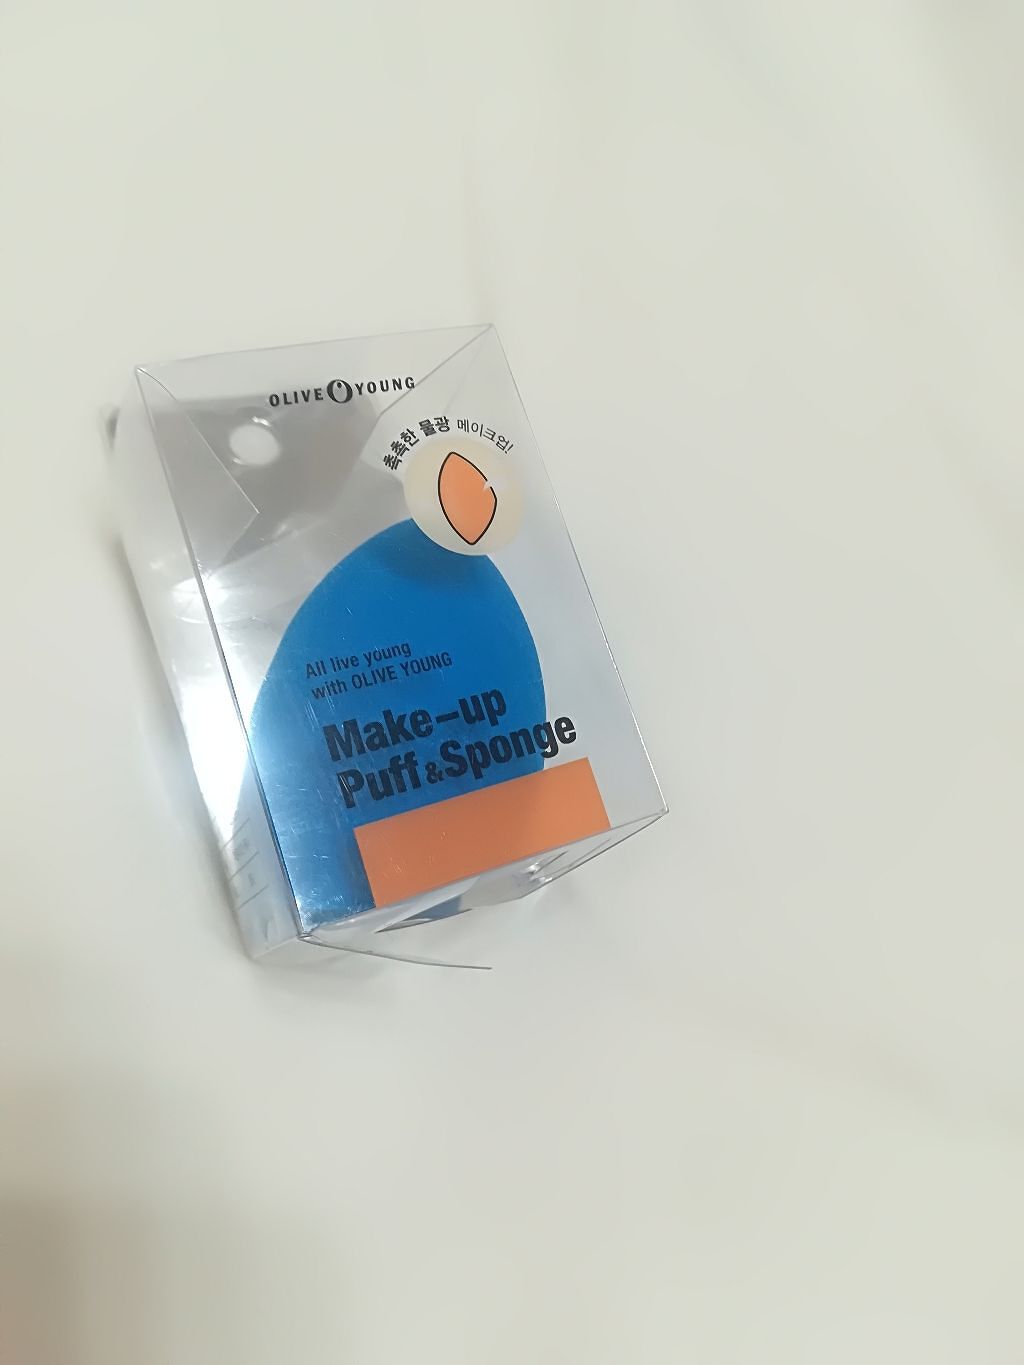 OLIVE YOUNG
촉촉한 물광 메이크업!
All live young
with OLIVE YOUNG
Make-up
Puff & Sponge